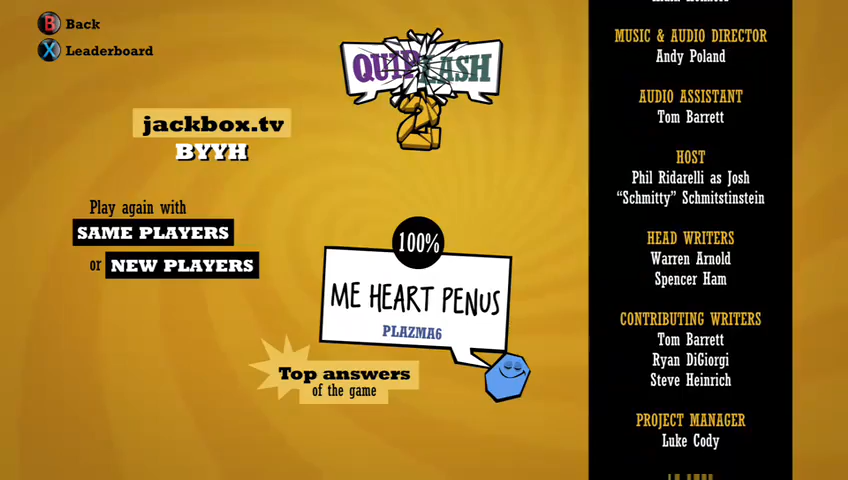 B Back
X Leaderboard
QUIPLASH
2
jackbox.tv
BYYH
Play again with
SAME PLAYERS
or NEW PLAYERS
100%
ME HEART PENUS
PLAZMA6
Top answers
of the game
MUSIC & AUDIO DIRECTOR
Andy Poland
AUDIO ASSISTANT
Tom Barrett
HOST
Phil Ridarelli as Josh
“Schmitty” Schmitstinstein
HEAD WRITERS
Warren Arnold
Spencer Ham
CONTRIBUTING WRITERS
Tom Barrett
Ryan DiGiorgi
Steve Heinrich
PROJECT MANAGER
Luke Cody